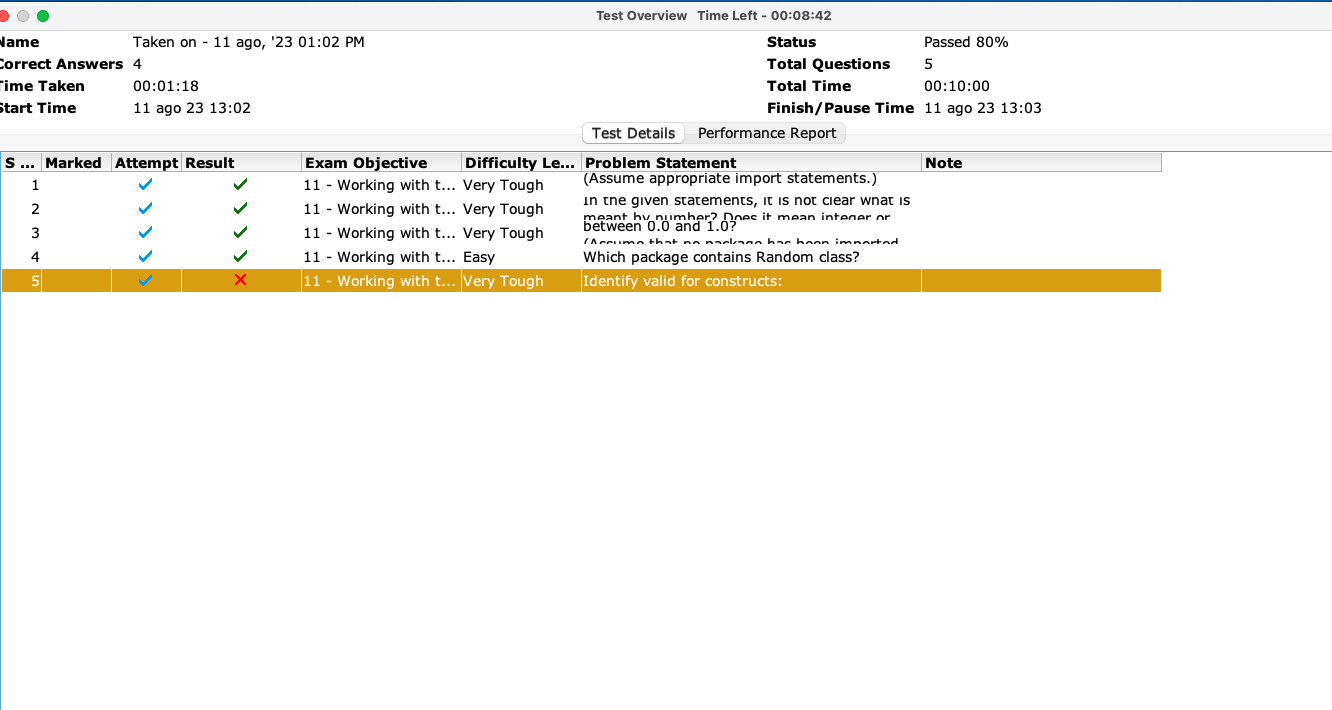 Test Overview Time Left - 00:08:42
Name Taken on - 11 ago, '23 01:02 PM Status Passed 80%
Correct Answers 4 Total Questions 5
Time Taken 00:01:18 Total Time 00:10:00
Start Time 11 ago 23 13:02 Finish/Pause Time 11 ago 23 13:03
Test Details Performance Report
S ... Marked Attempt Result Exam Objective Difficulty Le... Problem Statement Note
1 11 - Working with t... Very Tough (Assume appropriate import statements.)
2 11 - Working with t... Very Tough In the given statements, it is not clear what is
meant by number? Does it mean integer or
3 11 - Working with t... Very Tough between 0.0 and 1.0?
(Assume that no package has been imported
4 11 - Working with t... Easy Which package contains Random class?
5 11 - Working with t... Very Tough Identify valid for constructs: